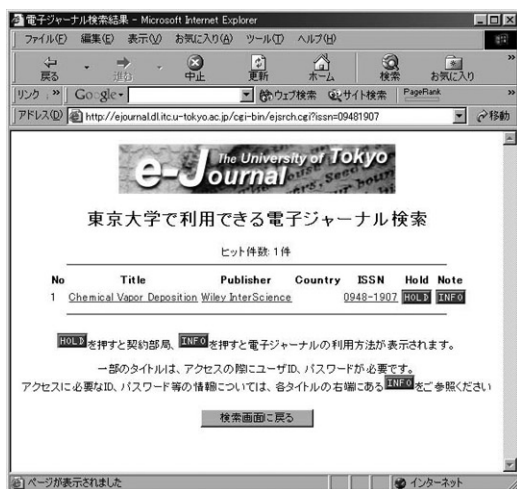 電子ジャーナル検索結果 - Microsoft Internet Explorer
ファイル(F) 編集(E) 表示(V) お気に入り(A) ツール(T) ヘルプ(H)
戻る 進む 中止 更新 ホーム 検索 お気に入り
リンク » Google ウェブ検索 サイト検索 PageRank »
アドレス(D) http://ejournal.dl.itc.u-tokyo.ac.jp/cgi-bin/ejsrch.cgi?issn=09481907 移動
e-Journal The University of Tokyo
東京大学で利用できる電子ジャーナル検索
ヒット件数: 1件
No Title Publisher Country ISSN Hold Note
1 Chemical Vapor Deposition Wiley InterScience 0948-1907 HOLD INFO
HOLDを押すと契約部局、INFOを押すと電子ジャーナルの利用方法が表示されます。
一部のタイトルは、アクセスの際にユーザID、パスワードが必要です。
アクセスに必要なID、パスワード等の情報については、各タイトルの右端にあるINFOをご参照ください
検索画面に戻る
ページが表示されました インターネット